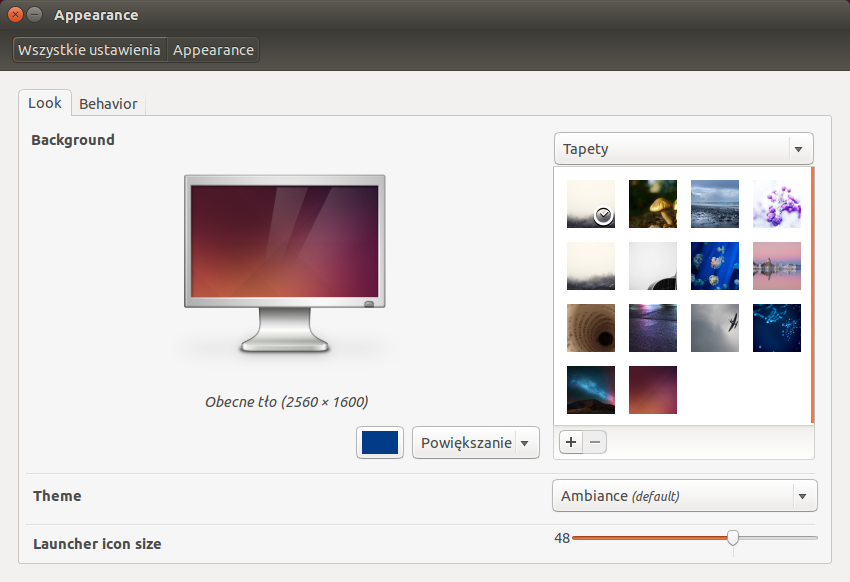 Appearance
Wszystkie ustawienia Appearance
Look Behavior
Background
Tapety
Obecne tło (2560 × 1600)
Powiększanie
Theme
Ambiance (default)
Launcher icon size
48